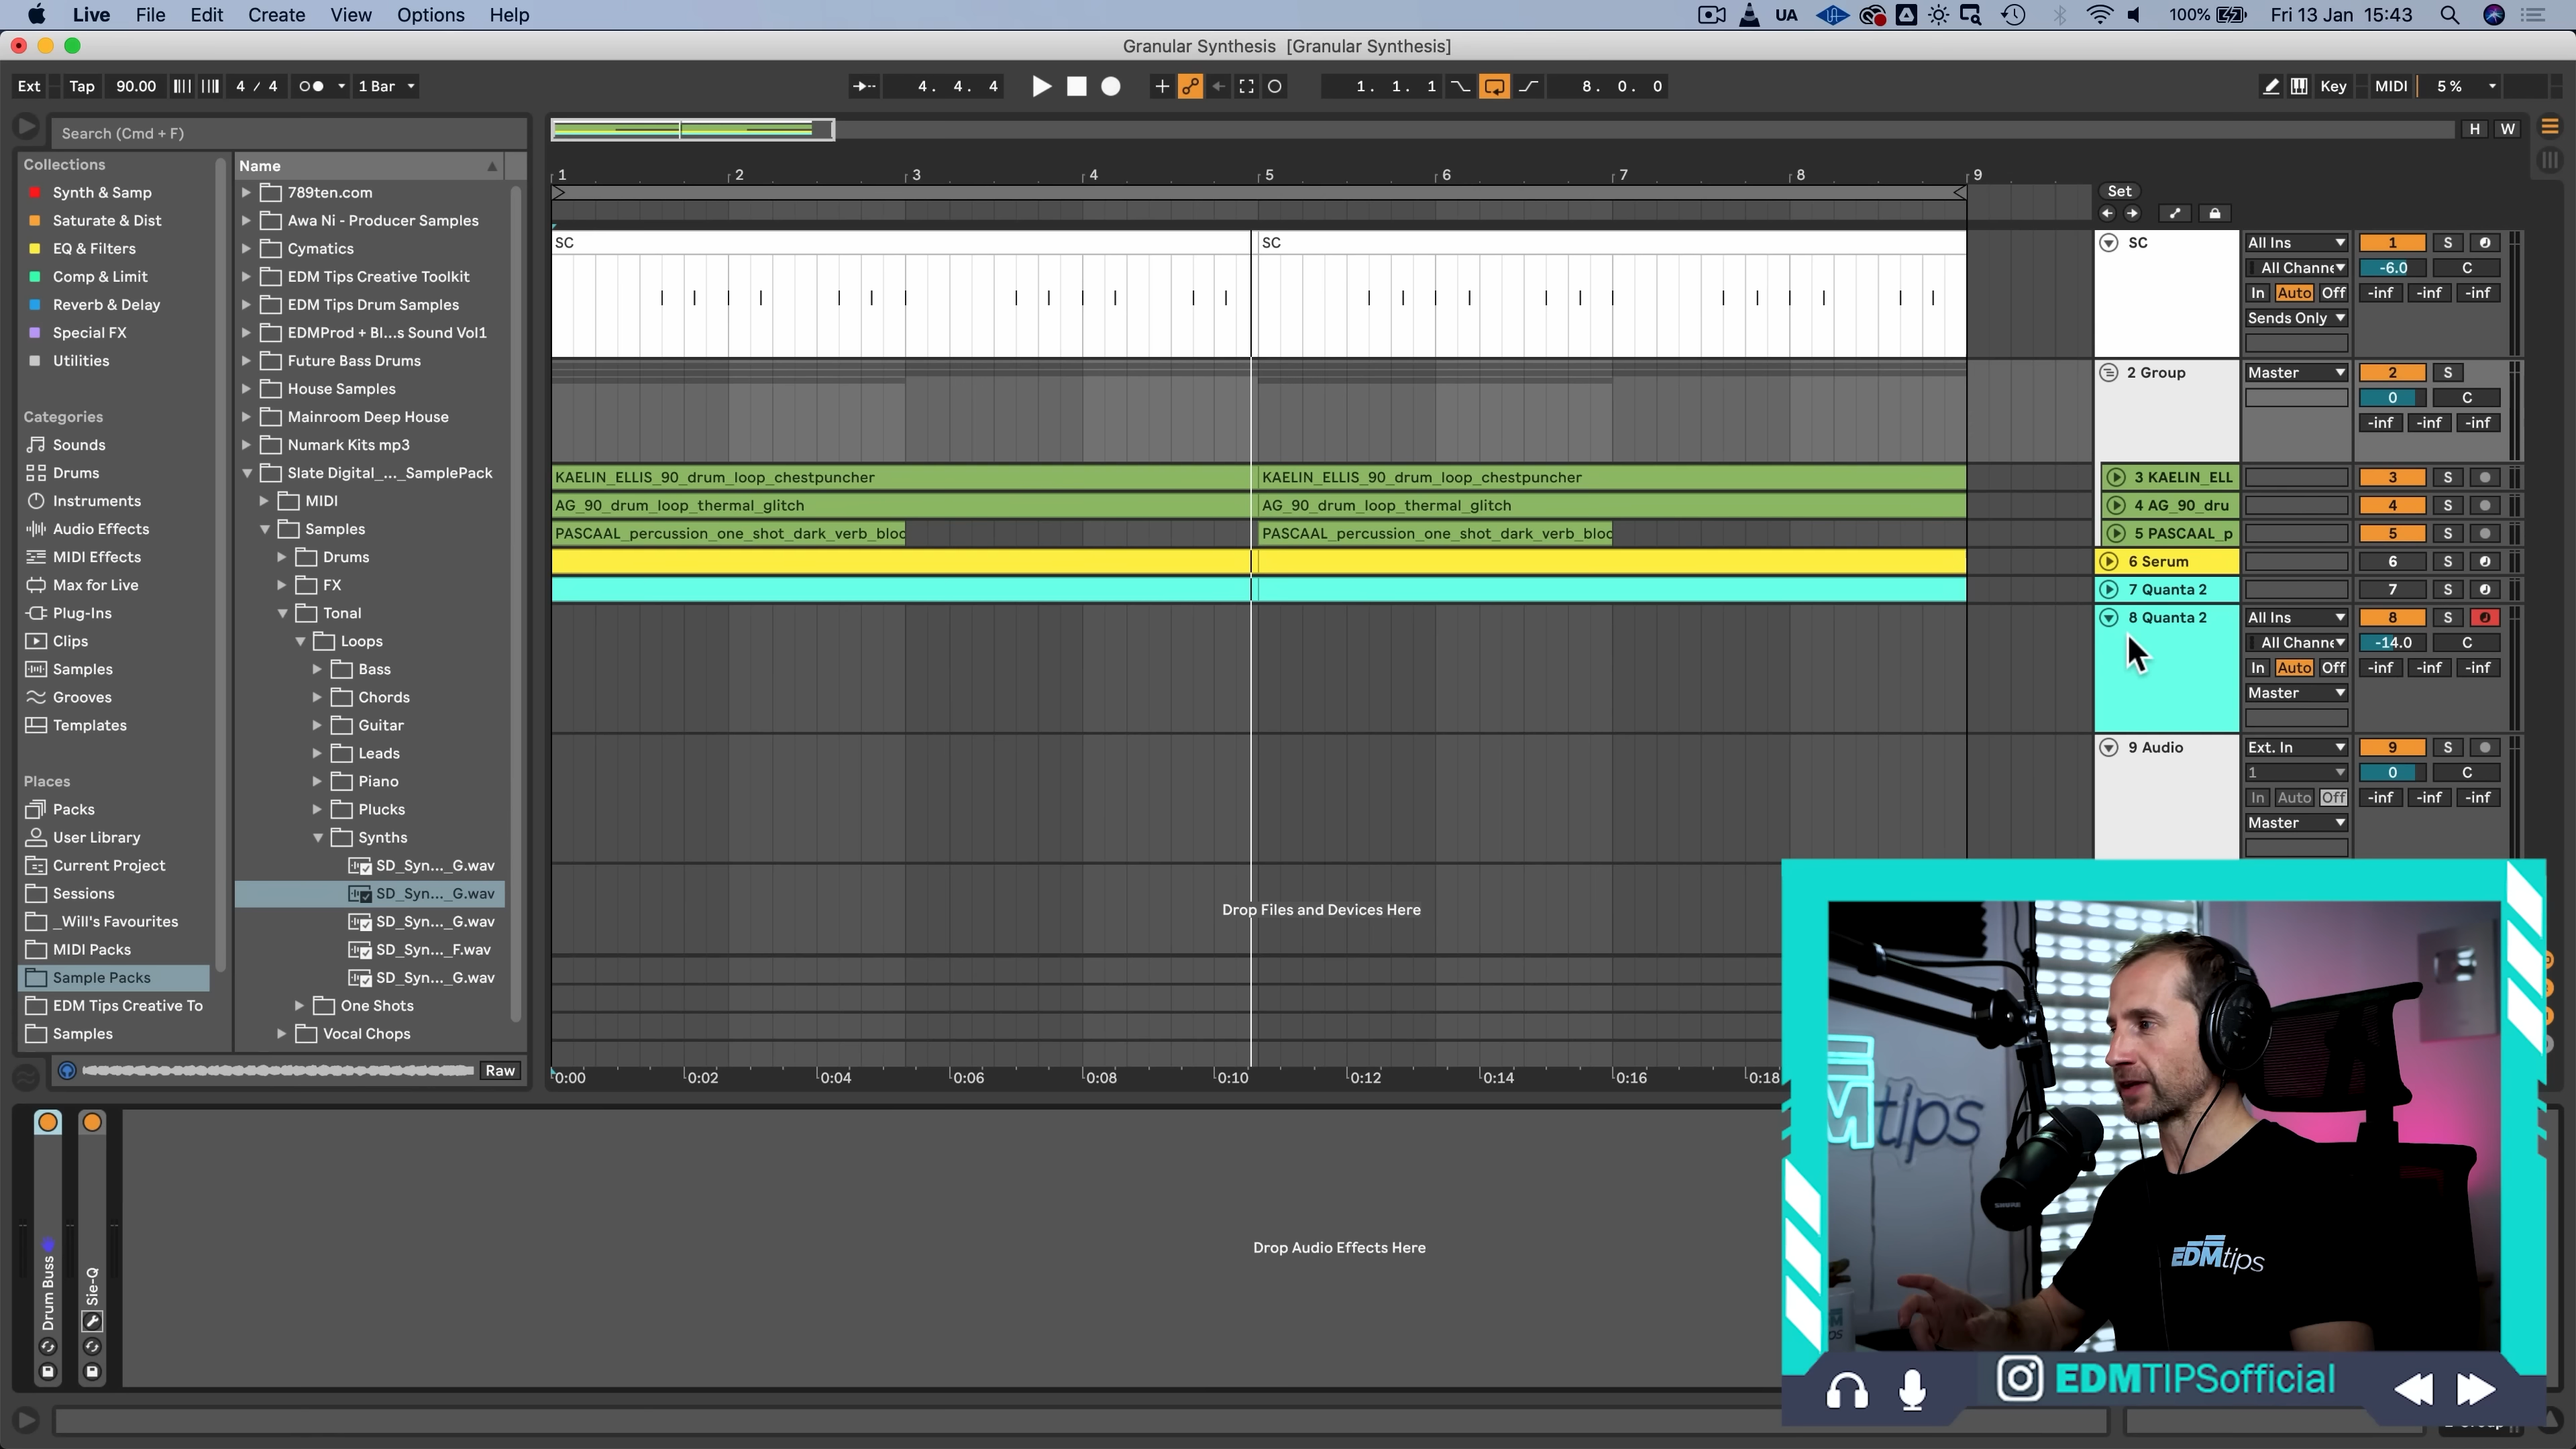 Live File Edit Create View Options Help UA 100% Fri 13 Jan 15:43
Granular Synthesis [Granular Synthesis]
Ext Tap 90.00 4 / 4 1 Bar 4. 4. 4 1. 1. 1 8. 0. 0 Key MIDI 5 %
Search (Cmd + F)
H W
Collections
Synth & Samp
Saturate & Dist
EQ & Filters
Comp & Limit
Reverb & Delay
Special FX
Utilities
Categories
Sounds
Drums
Instruments
Audio Effects
MIDI Effects
Max for Live
Plug-Ins
Clips
Samples
Grooves
Templates
Places
Packs
User Library
Current Project
Sessions
_Will's Favourites
MIDI Packs
Sample Packs
EDM Tips Creative To
Samples
Name
789ten.com
Awa Ni - Producer Samples
Cymatics
EDM Tips Creative Toolkit
EDM Tips Drum Samples
EDMProd + Bl...s Sound Vol1
Future Bass Drums
House Samples
Mainroom Deep House
Numark Kits mp3
Slate Digital_..._SamplePack
MIDI
Samples
Drums
FX
Tonal
Loops
Bass
Chords
Guitar
Leads
Piano
Plucks
Synths
SD_Syn..._G.wav
SD_Syn..._G.wav
SD_Syn..._G.wav
SD_Syn..._F.wav
SD_Syn..._G.wav
One Shots
Vocal Chops
Raw
1 2 3 4 5 6 7 8 9
Set
SC SC
KAELIN_ELLIS_90_drum_loop_chestpuncher KAELIN_ELLIS_90_drum_loop_chestpuncher
AG_90_drum_loop_thermal_glitch AG_90_drum_loop_thermal_glitch
PASCAAL_percussion_one_shot_dark_verb_bloc PASCAAL_percussion_one_shot_dark_verb_bloc
Drop Files and Devices Here
0:00 0:02 0:04 0:06 0:08 0:10 0:12 0:14 0:16 0:18
SC All Ins 1 S
All Channe -6.0 C
In Auto Off -inf -inf -inf
Sends Only
2 Group Master 2 S
0 C
-inf -inf -inf
3 KAELIN_ELL 3 S
4 AG_90_dru 4 S
5 PASCAAL_p 5 S
6 Serum 6 S
7 Quanta 2 7 S
8 Quanta 2 All Ins 8 S
All Channe -14.0 C
In Auto Off -inf -inf -inf
Master
9 Audio Ext. In 9 S
1 0 C
In Auto Off -inf -inf -inf
Master
Drum Buss
Sie-Q
Drop Audio Effects Here
tips
SHURE
EDMtips
EDMTIPSofficial